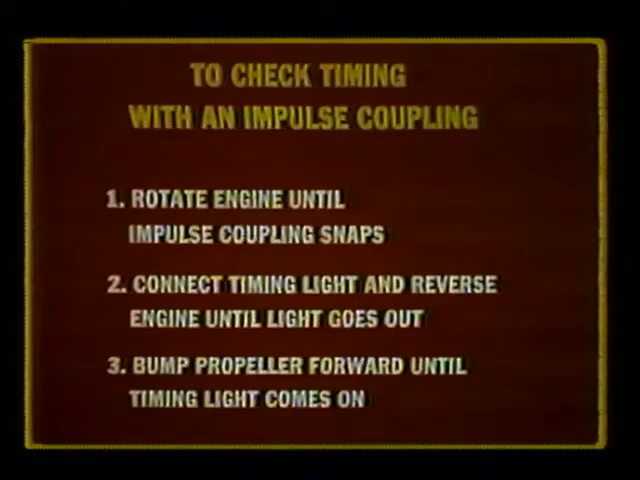 TO CHECK TIMING
WITH AN IMPULSE COUPLING
1. ROTATE ENGINE UNTIL
IMPULSE COUPLING SNAPS
2. CONNECT TIMING LIGHT AND REVERSE
ENGINE UNTIL LIGHT GOES OUT
3. BUMP PROPELLER FORWARD UNTIL
TIMING LIGHT COMES ON